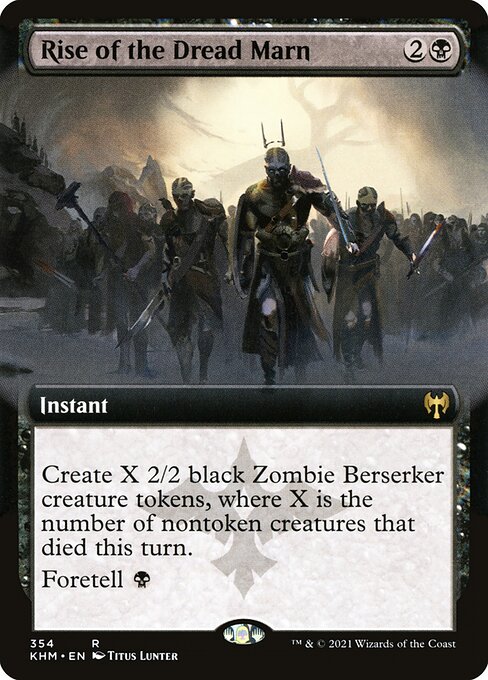 Rise of the Dread Marn 2
Instant
Create X 2/2 black Zombie Berserker
creature tokens, where X is the
number of nontoken creatures that
died this turn.
Foretell
354 R
KHM • EN Titus Lunter
™ & © 2021 Wizards of the Coast